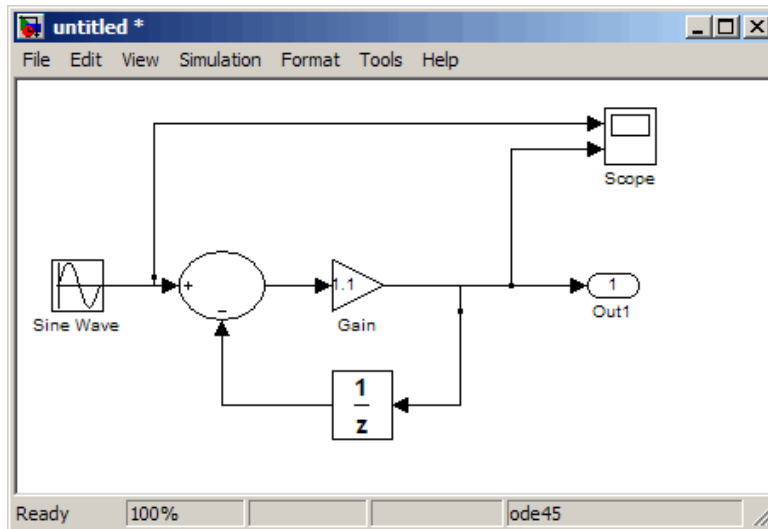 untitled *
File Edit View Simulation Format Tools Help
Scope
+
1.1
1
−
Sine Wave
Gain
Out1
1
z
Ready 100% ode45